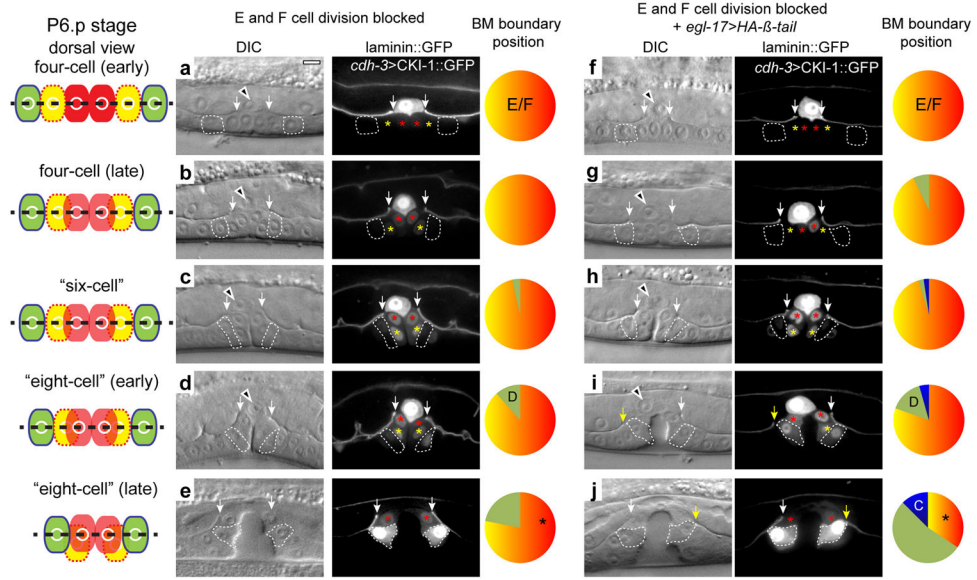 P6.p stage
dorsal view
four-cell (early)
four-cell (late)
“six-cell”
“eight-cell” (early)
“eight-cell” (late)
E and F cell division blocked
DIC
laminin::GFP
cdh-3>CKI-1::GFP
BM boundary
position
a
E/F
b
c
d
D
e
*
E and F cell division blocked
+ egl-17>HA-ß-tail
DIC
laminin::GFP
cdh-3>CKI-1::GFP
BM boundary
position
f
E/F
g
h
i
D
j
C
*